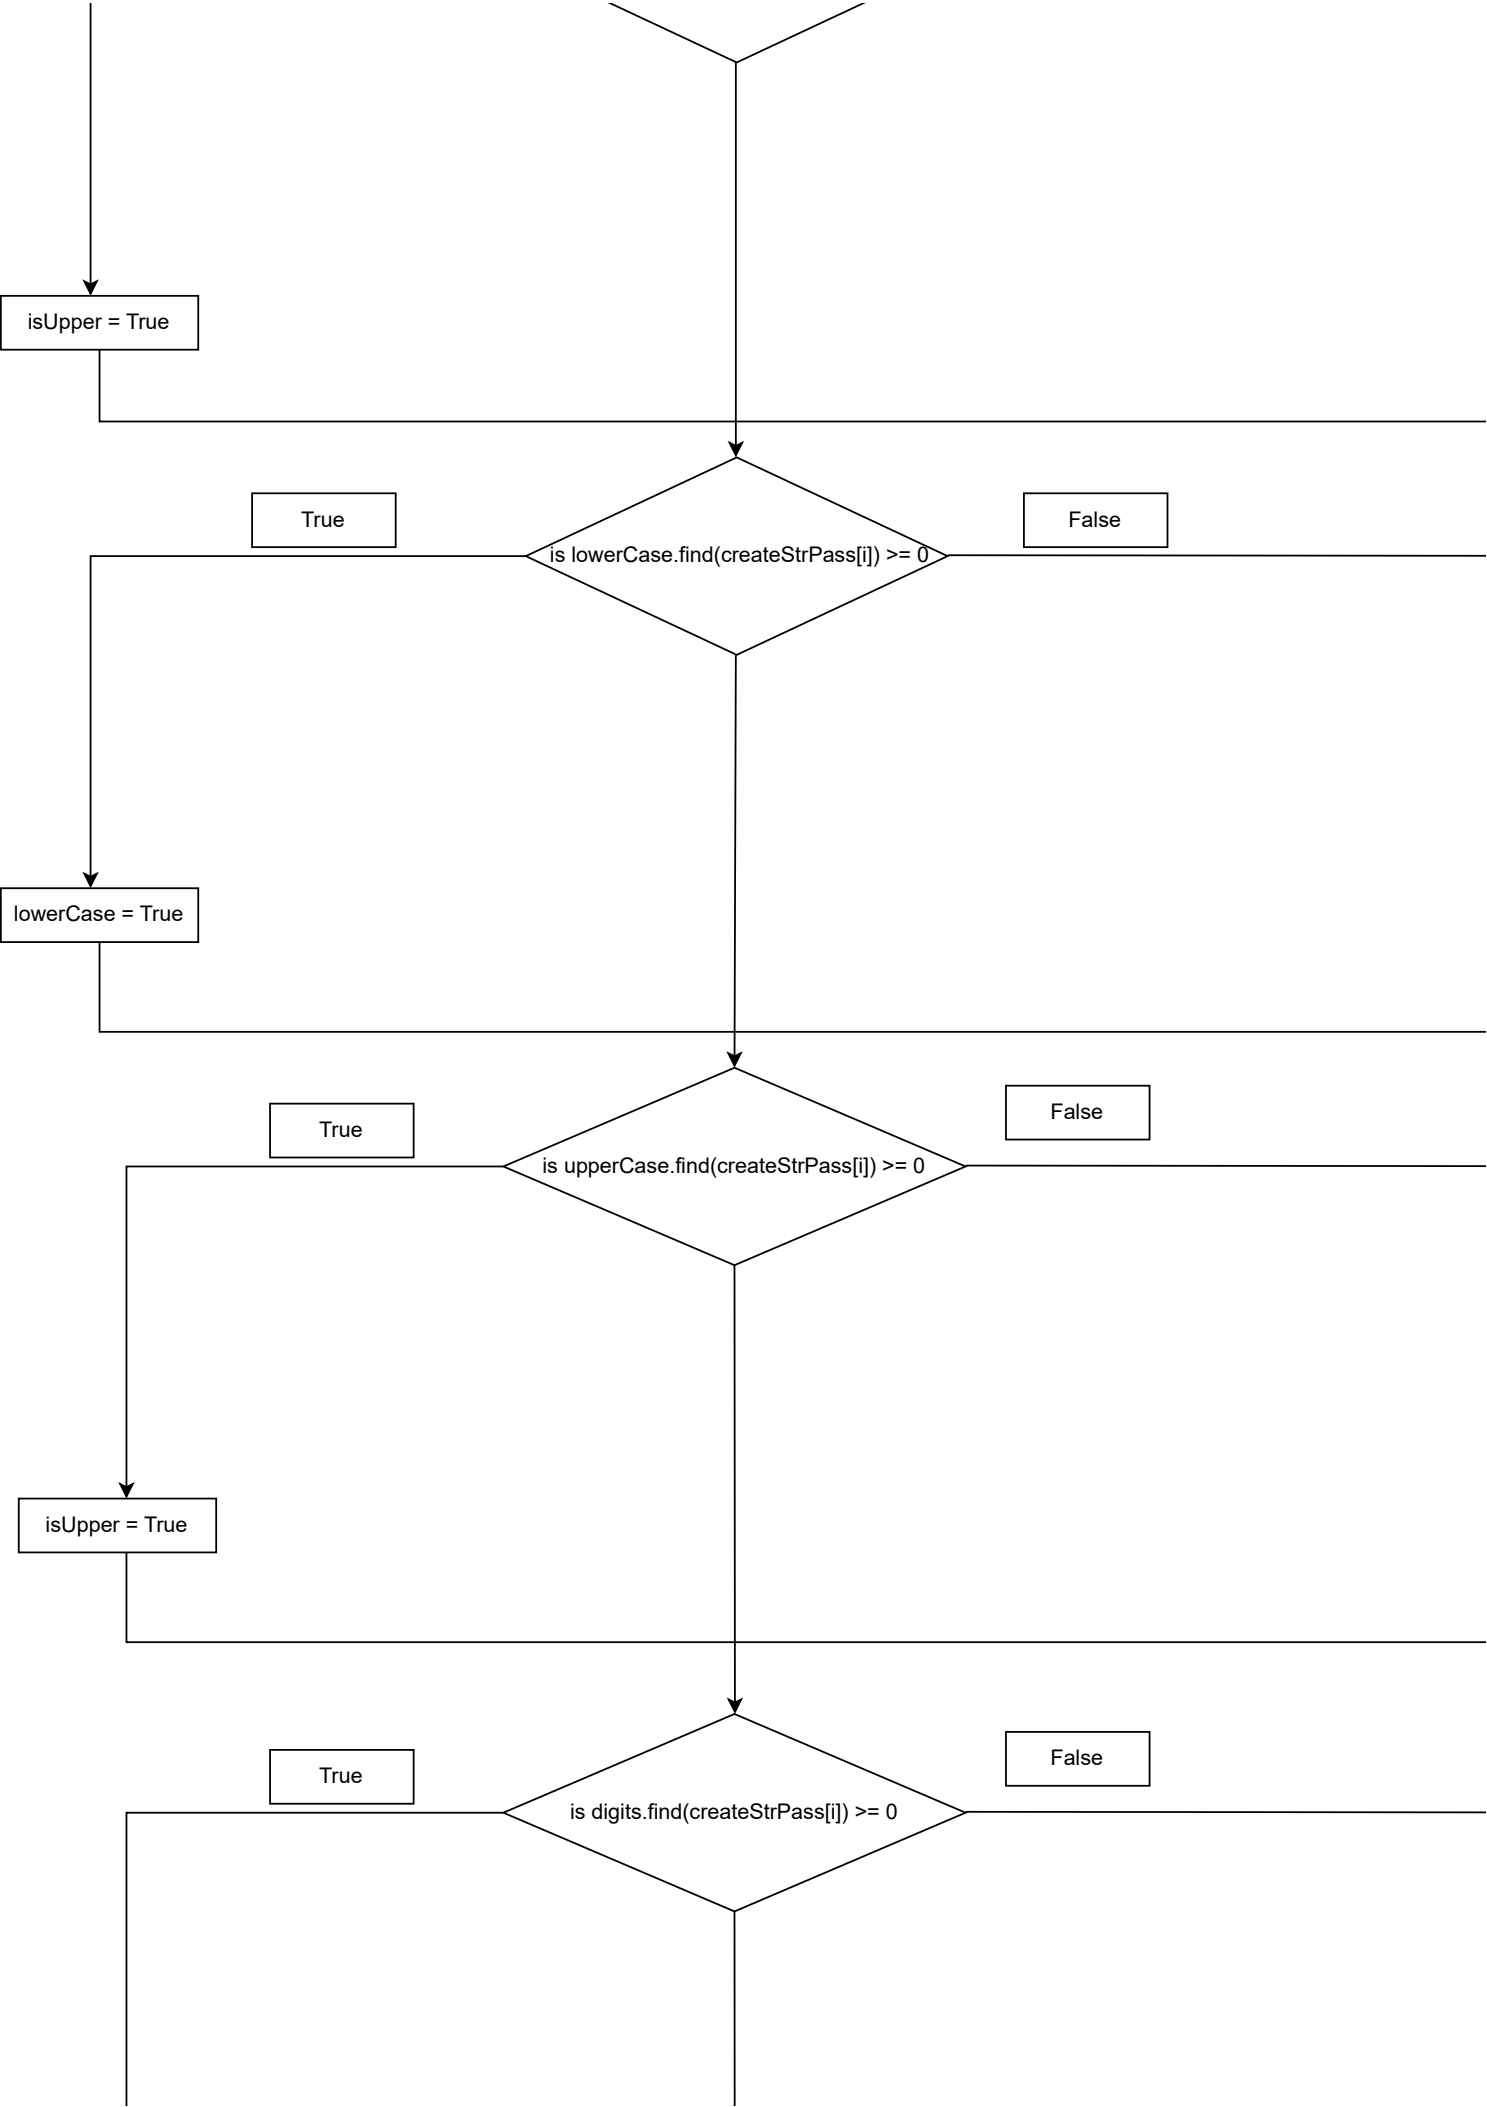 isUpper = True
True
False
is lowerCase.find(createStrPass[i]) >= 0
lowerCase = True
False
True
is upperCase.find(createStrPass[i]) >= 0
isUpper = True
False
True
is digits.find(createStrPass[i]) >= 0